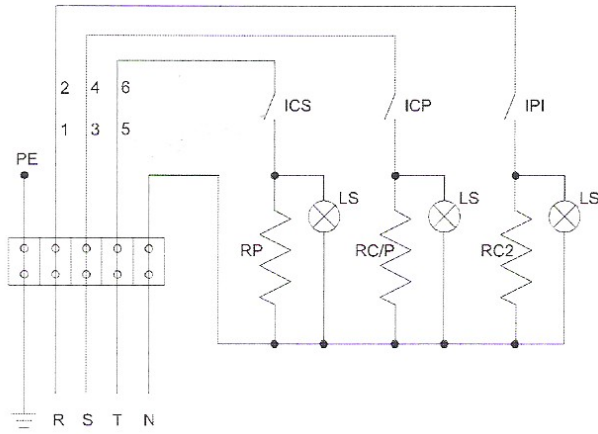 2 4 6
ICS ICP IPI
1 3 5
PE
LS LS LS
RP RC/P RC2
R S T N